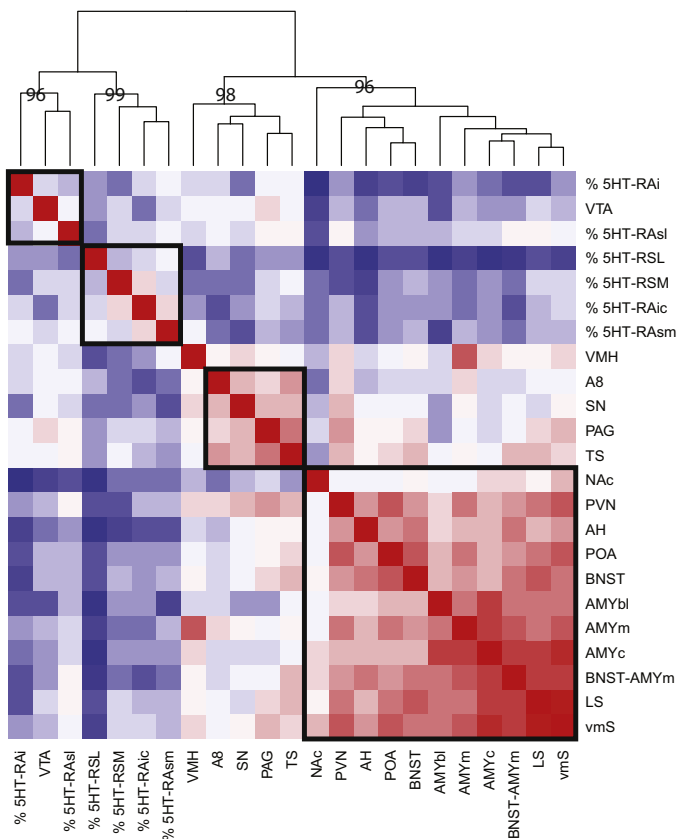 96 99 98 96
% 5HT-RAi
VTA
% 5HT-RAsl
% 5HT-RSL
% 5HT-RSM
% 5HT-RAic
% 5HT-RAsm
VMH
A8
SN
PAG
TS
NAc
PVN
AH
POA
BNST
AMYbl
AMYm
AMYc
BNST-AMYm
LS
vmS
% 5HT-RAi
VTA
% 5HT-RAsl
% 5HT-RSL
% 5HT-RSM
% 5HT-RAic
% 5HT-RAsm
VMH
A8
SN
PAG
TS
NAc
PVN
AH
POA
BNST
AMYbl
AMYm
AMYc
BNST-AMYm
LS
vmS